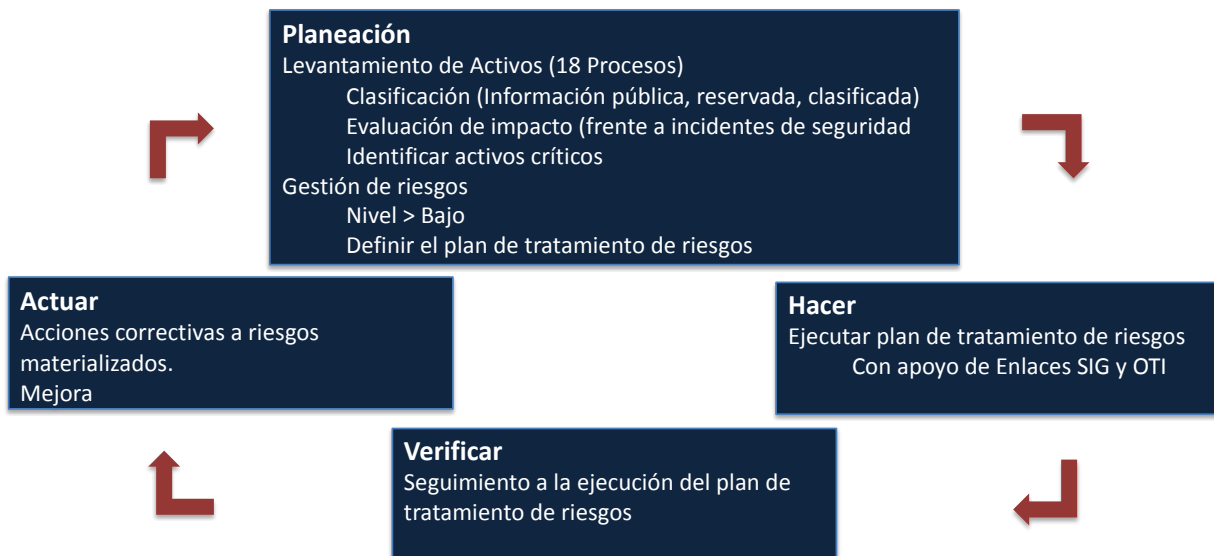 Planeación
Levantamiento de Activos (18 Procesos)
Clasificación (Información pública, reservada, clasificada)
Evaluación de impacto (frente a incidentes de seguridad
Identificar activos críticos
Gestión de riesgos
Nivel > Bajo
Definir el plan de tratamiento de riesgos
Actuar
Acciones correctivas a riesgos
materializados.
Mejora
Hacer
Ejecutar plan de tratamiento de riesgos
Con apoyo de Enlaces SIG y OTI
Verificar
Seguimiento a la ejecución del plan de
tratamiento de riesgos